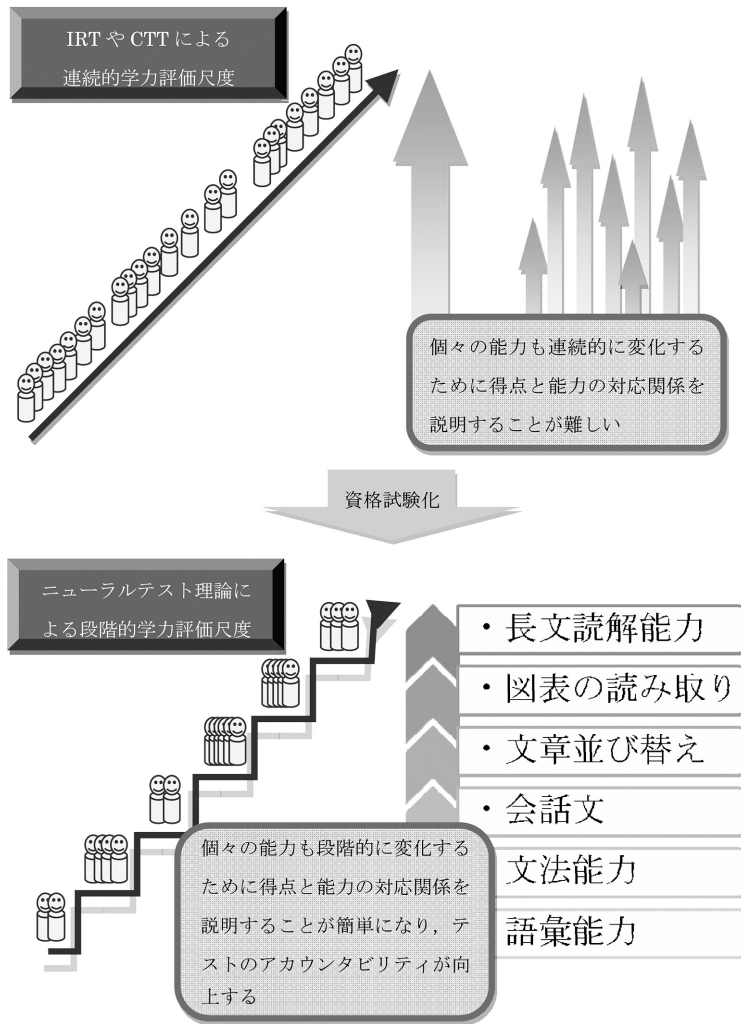 IRT や CTT による
連続的学力評価尺度
個々の能力も連続的に変化する
ために得点と能力の対応関係を
説明することが難しい
資格試験化
ニューラルテスト理論に
よる段階的学力評価尺度
・長文読解能力
・図表の読み取り
・文章並び替え
・会話文
文法能力
語彙能力
個々の能力も段階的に変化する
ために得点と能力の対応関係を
説明することが簡単になり，テ
ストのアカウンタビリティが向
上する